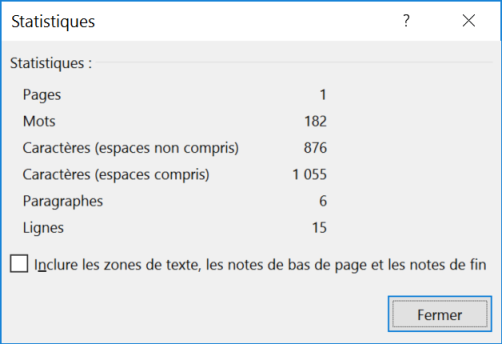 Statistiques ? ×
Statistiques :
Pages 1
Mots 182
Caractères (espaces non compris) 876
Caractères (espaces compris) 1 055
Paragraphes 6
Lignes 15
Inclure les zones de texte, les notes de bas de page et les notes de fin
Fermer